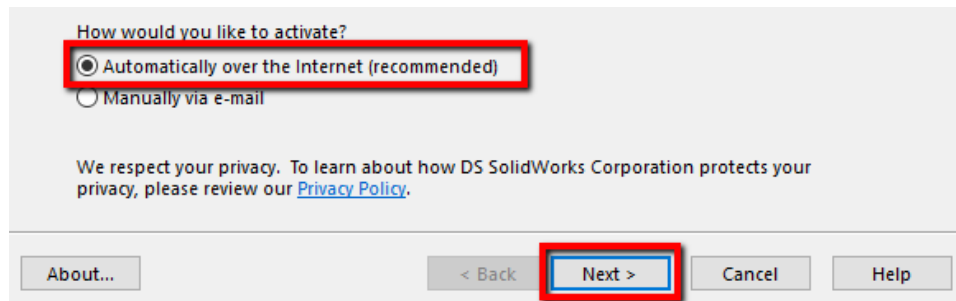 How would you like to activate?
Automatically over the Internet (recommended)
Manually via e-mail
We respect your privacy. To learn about how DS SolidWorks Corporation protects your
privacy, please review our Privacy Policy.
About... < Back Next > Cancel Help